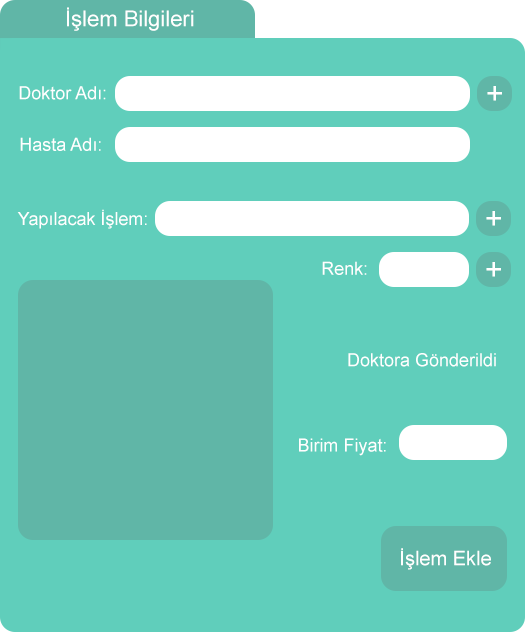 İşlem Bilgileri
Doktor Adı:
+
Hasta Adı:
Yapılacak İşlem:
+
Renk:
+
Doktora Gönderildi
Birim Fiyat:
İşlem Ekle